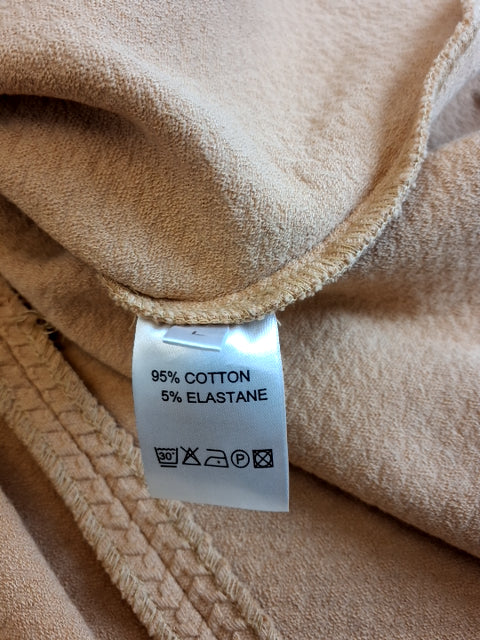 L
95% COTTON
5% ELASTANE
30° P